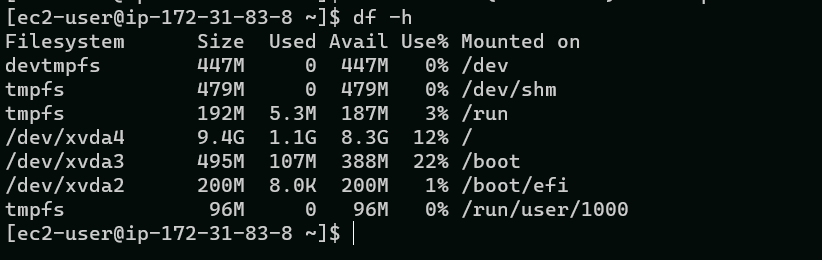 [ec2-user@ip-172-31-83-8 ~]$ df -h
Filesystem      Size  Used Avail Use% Mounted on
devtmpfs        447M     0  447M   0% /dev
tmpfs           479M     0  479M   0% /dev/shm
tmpfs           192M  5.3M  187M   3% /run
/dev/xvda4      9.4G  1.1G  8.3G  12% /
/dev/xvda3      495M  107M  388M  22% /boot
/dev/xvda2      200M  8.0K  200M   1% /boot/efi
tmpfs            96M     0   96M   0% /run/user/1000
[ec2-user@ip-172-31-83-8 ~]$